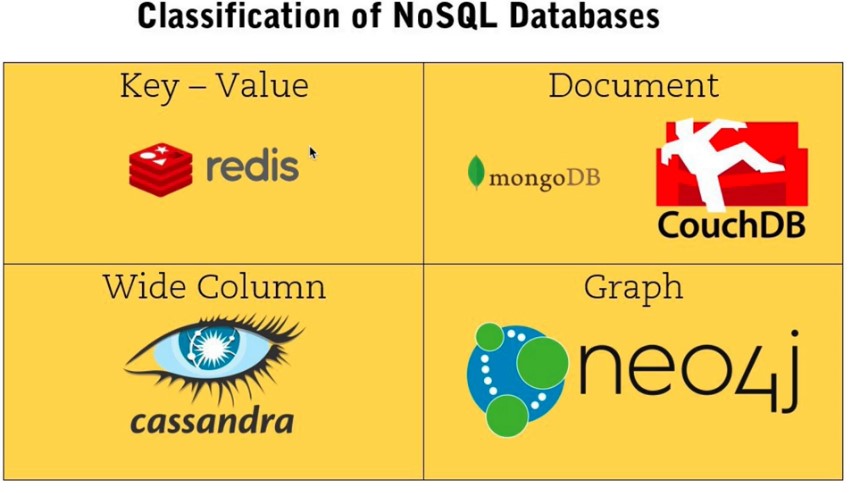 Classification of NoSQL Databases
Key – Value
redis
Document
mongoDB
CouchDB
Wide Column
cassandra
Graph
neo4j